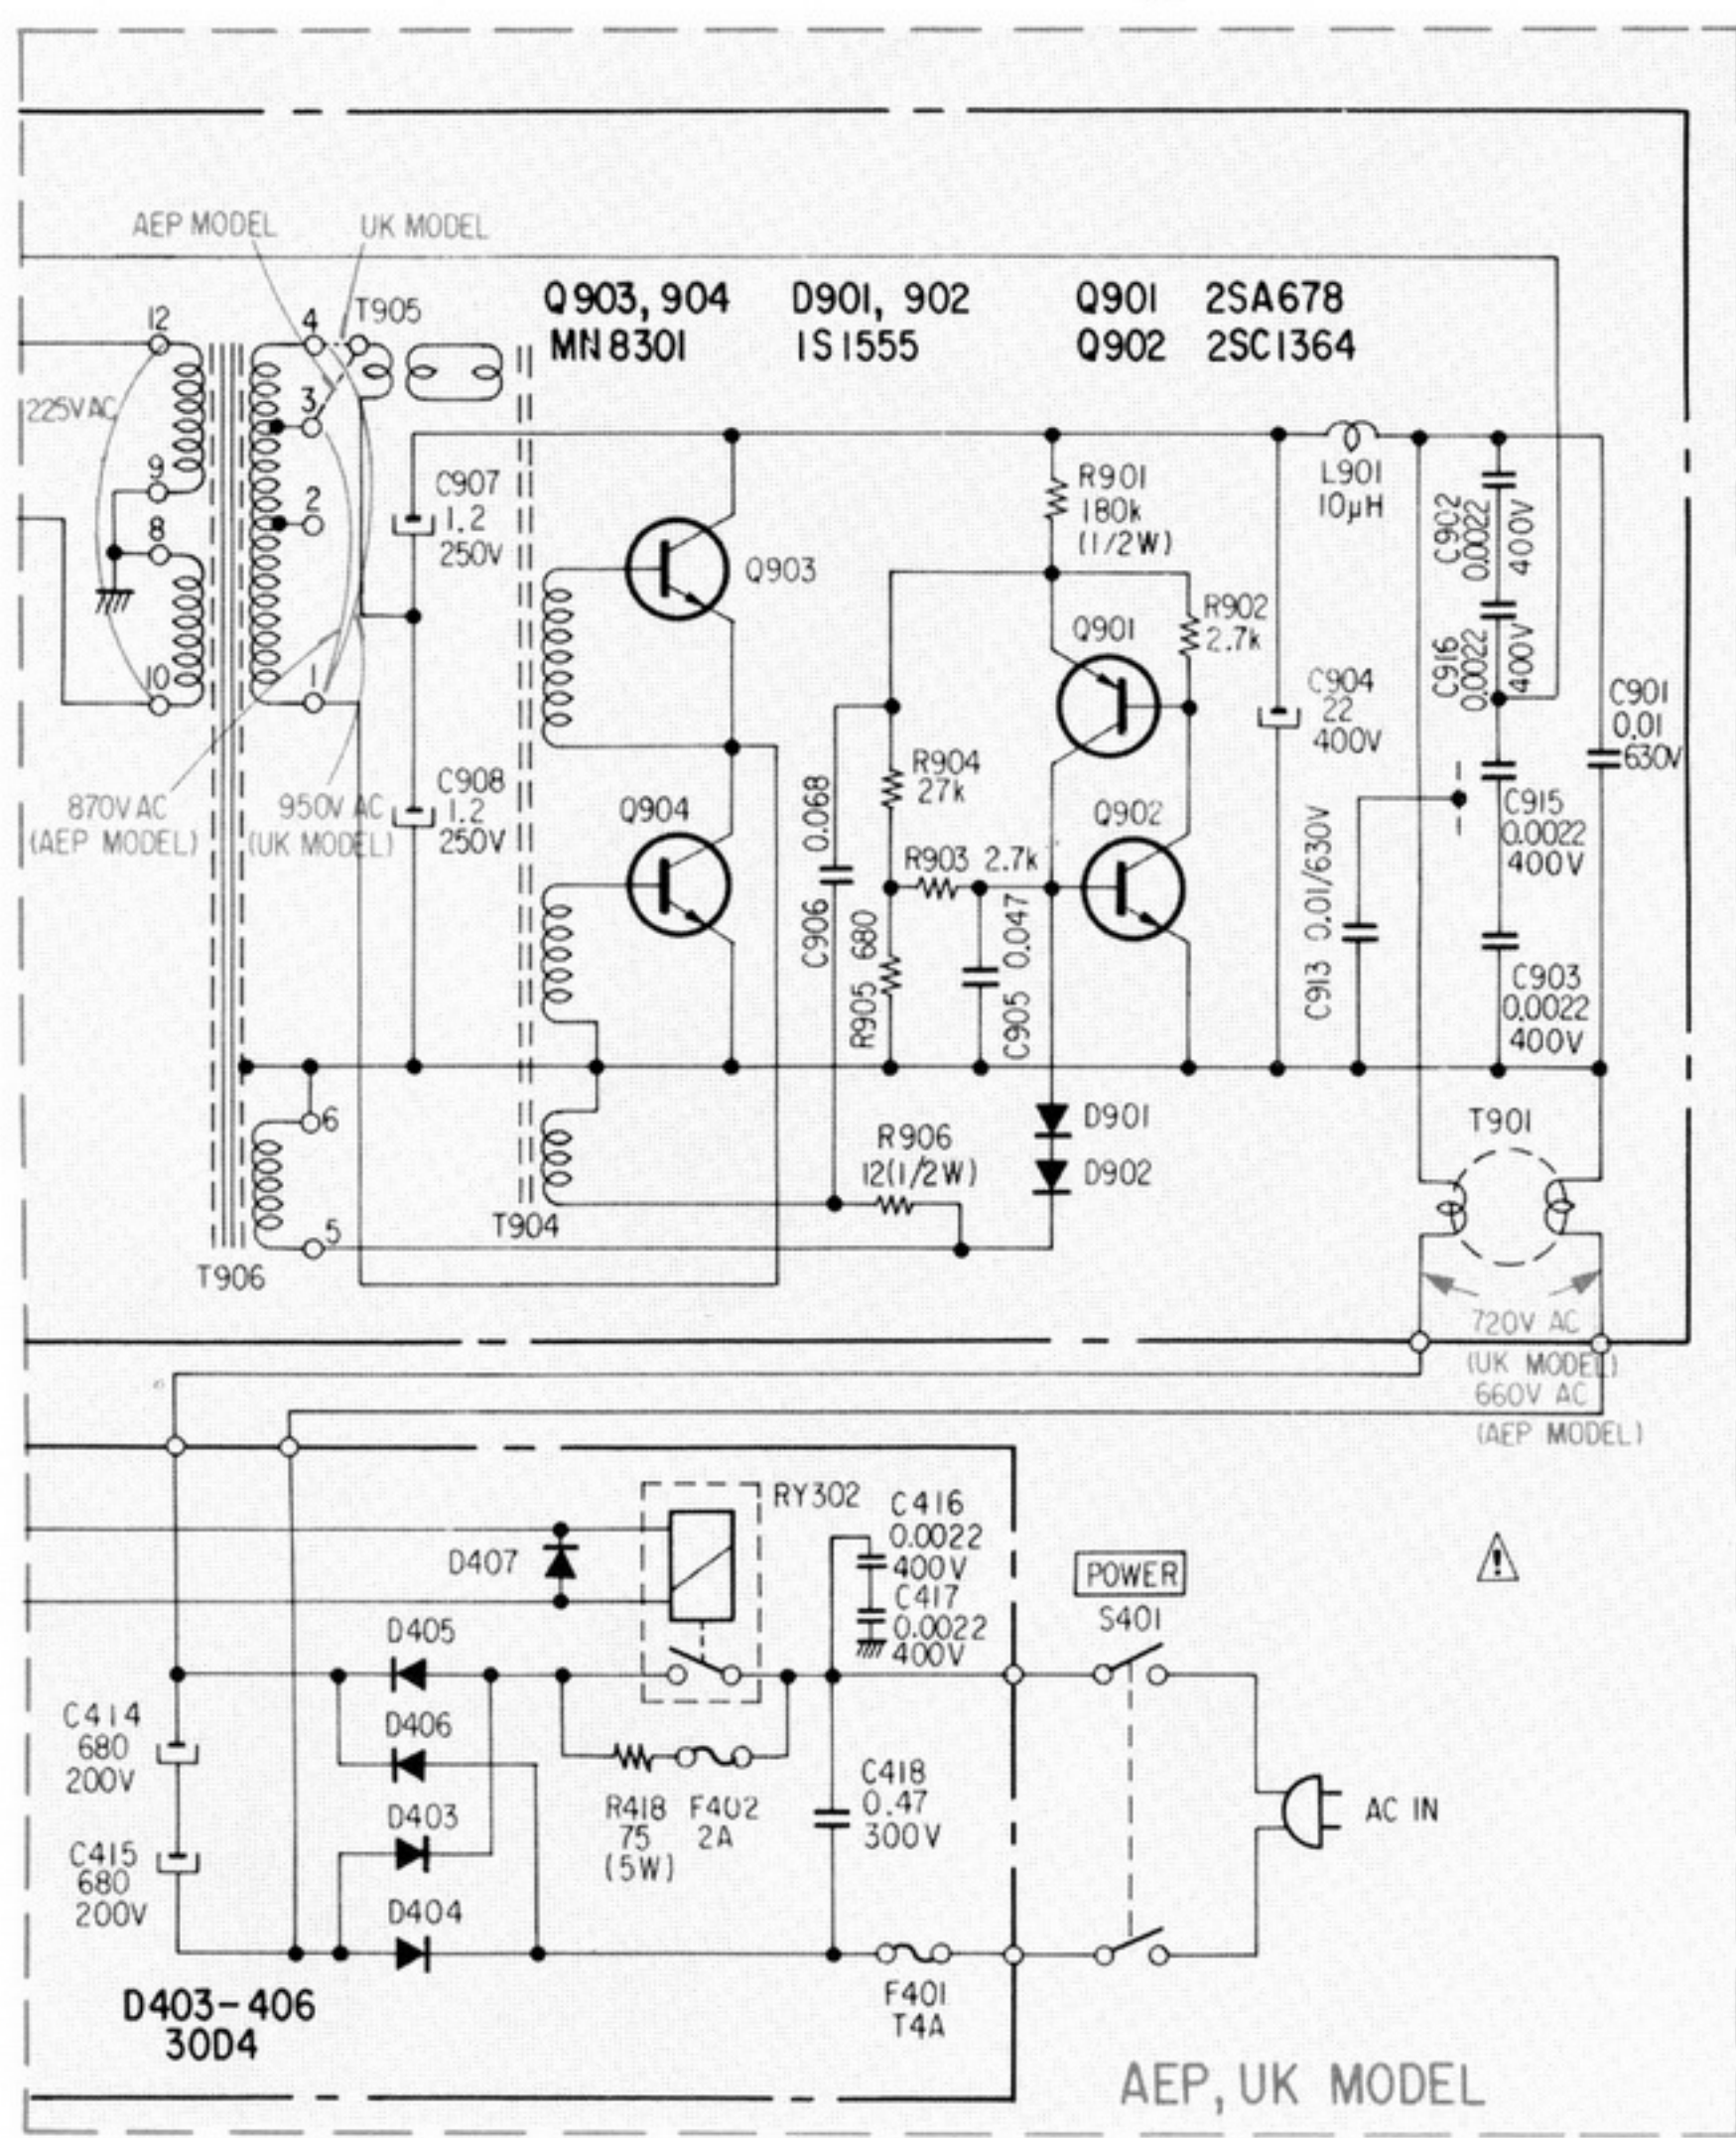 AEP MODEL
UK MODEL
Q903, 904
MN8301
D901, 902
1S1555
Q901 2SA678
Q902 2SC1364
12
225V AC
9
8
10
4
T905
3
2
1
870V AC
(AEP MODEL)
950V AC
(UK MODEL)
C907
1.2
250V
C908
1.2
250V
Q903
Q904
R901
180k
(1/2W)
R902
2.7k
Q901
Q902
R904
27k
R903 2.7k
C906 0.068
R905 680
C905 0.047
L901
10μH
C902
0.0022
400V
C916
0.0022
400V
C904
22
400V
C901
0.01
630V
C915
0.0022
400V
C913 0.01/630V
C903
0.0022
400V
6
5
T906
T904
R906
12(1/2W)
D901
D902
T901
720V AC
(UK MODEL)
660V AC
(AEP MODEL)
RY302
D407
C416
0.0022
400V
C417
0.0022
400V
POWER
S401
!
D405
D406
D403
D404
C414
680
200V
C415
680
200V
R418
75
(5W)
F402
2A
C418
0.47
300V
AC IN
F401
T4A
D403-406
30D4
AEP, UK MODEL